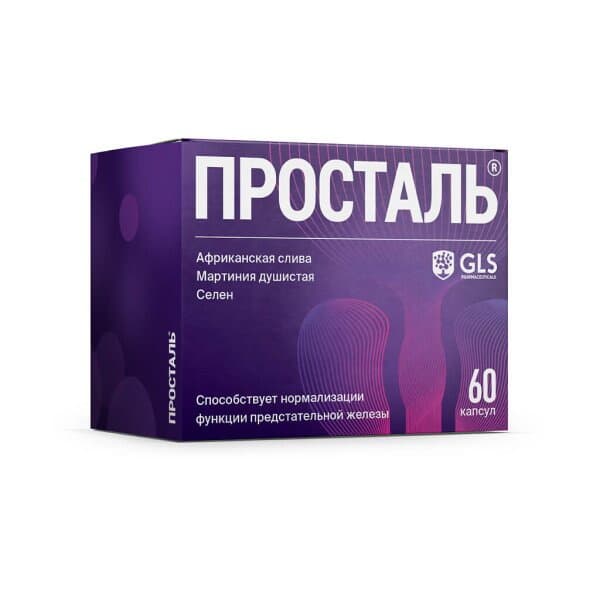 ПРОСТАЛЬ®
Африканская слива
Мартиния душистая
Селен
GLS
PHARMACEUTICALS
Способствует нормализации
функции предстательной железы
60
капсул
ПРОСТАЛЬ®